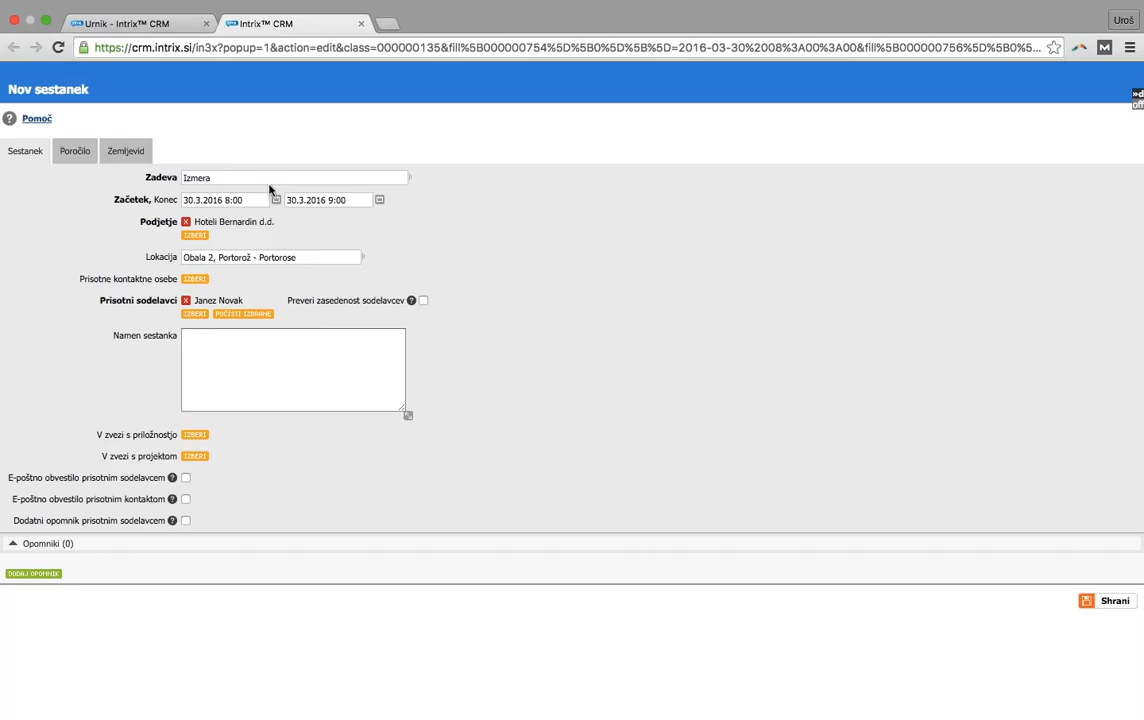 Urnik - Intrix™ CRM
Intrix™ CRM
Uroš
https://crm.intrix.si/in3x?popup=1&action=edit&class=000000135&fill%5B000000754%5D%5B0%5D%5B%5D=2016-03-30%2008%3A00%3A00&fill%5B000000756%5D%5B0%5...
Nov sestanek
»d
off
Pomoč
Sestanek
Poročilo
Zemljevid
Zadeva Izmera
Začetek, Konec 30.3.2016 8:00 30.3.2016 9:00
Podjetje x Hoteli Bernardin d.d.
IZBERI
Lokacija Obala 2, Portorož - Portorose
Prisotne kontaktne osebe IZBERI
Prisotni sodelavci x Janez Novak Preveri zasedenost sodelavcev ?
IZBERI POČISTI IZBRANE
Namen sestanka
V zvezi s priložnostjo IZBERI
V zvezi s projektom IZBERI
E-poštno obvestilo prisotnim sodelavcem ?
E-poštno obvestilo prisotnim kontaktom ?
Dodatni opomnik prisotnim sodelavcem ?
Opomniki (0)
DODAJ OPOMNIK
Shrani